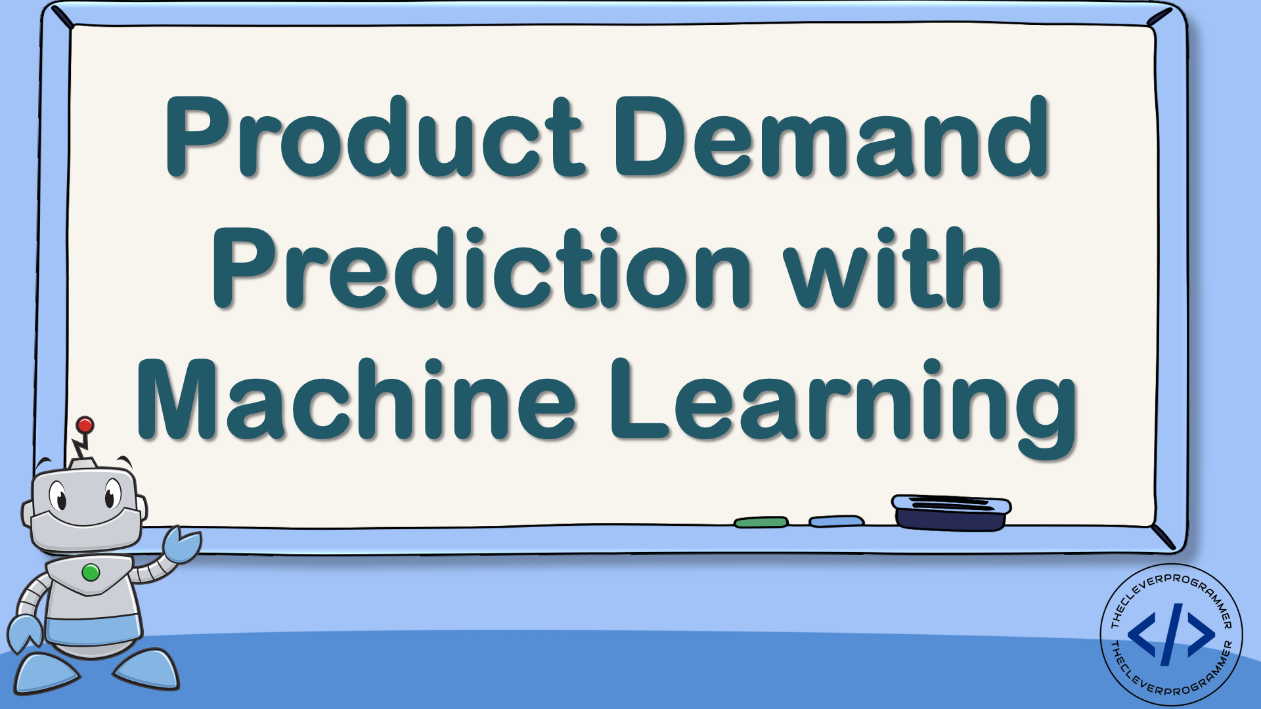 Product Demand
Prediction with
Machine Learning
THECLEVERPROGRAMMER
</>
THECLEVERPROGRAMMER